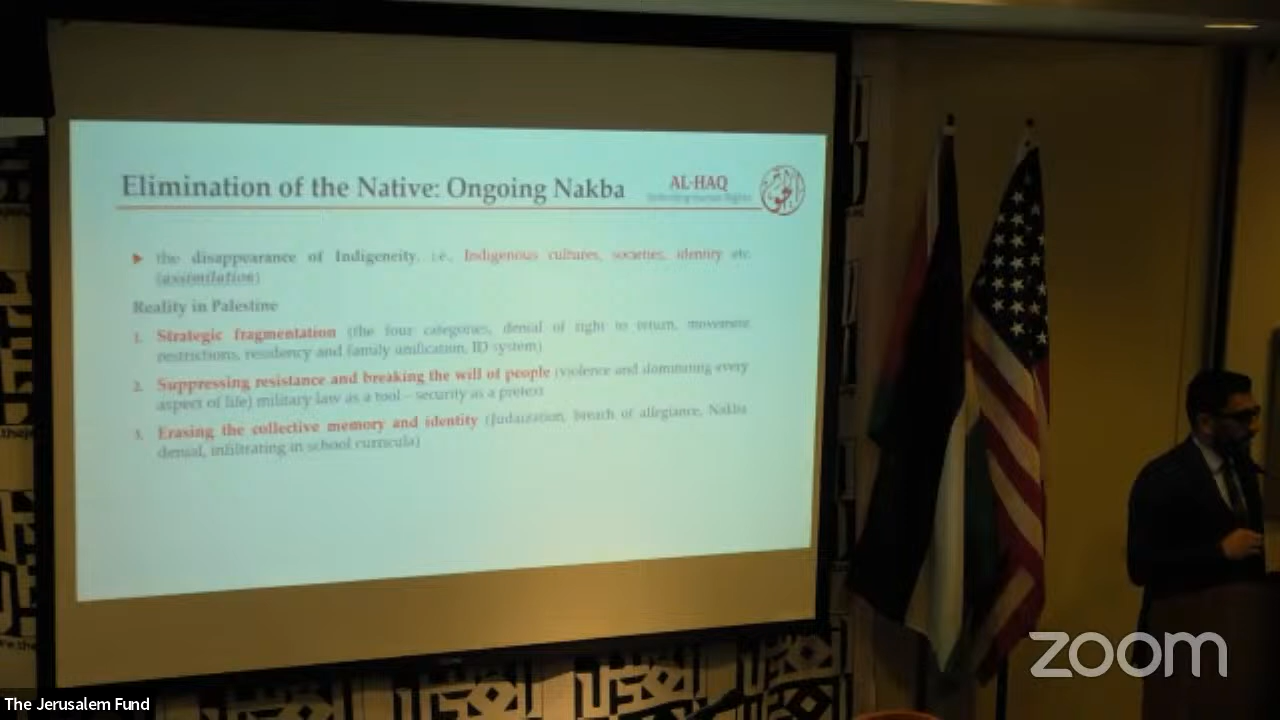 Elimination of the Native: Ongoing Nakba
AL-HAQ
the disappearance of Indigeneity, i.e., Indigenous cultures, societies, identity etc.
(assimilation)
Reality in Palestine
1. Strategic fragmentation (the four categories, denial of right to return, movement
restrictions, residency and family unification, ID system)
2. Suppressing resistance and breaking the will of people (violence and dominating every
aspect of life) military law as a tool – security as a pretext
3. Erasing the collective memory and identity (Judaization, breach of allegiance, Nakba
denial, infiltrating in school curricula)
zoom
The Jerusalem Fund